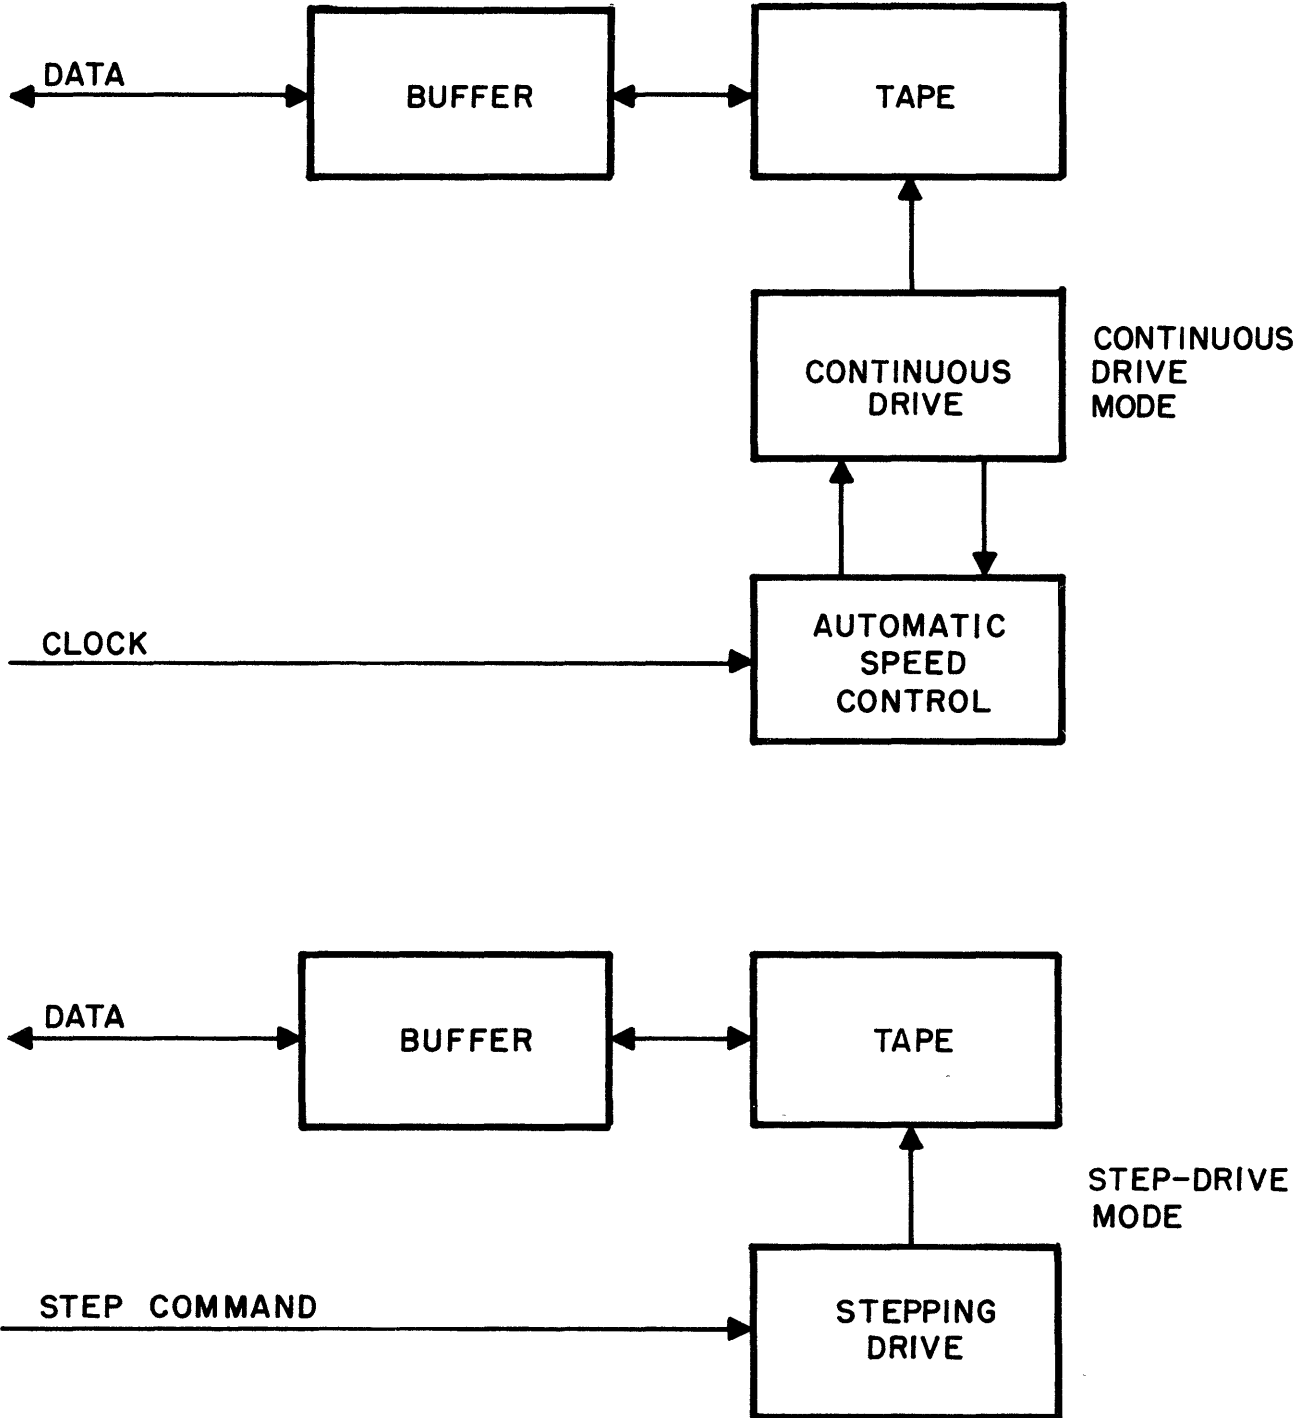 DATA
BUFFER
TAPE
CONTINUOUS
DRIVE
CONTINUOUS
DRIVE
MODE
CLOCK
AUTOMATIC
SPEED
CONTROL
DATA
BUFFER
TAPE
STEP-DRIVE
MODE
STEP COMMAND
STEPPING
DRIVE